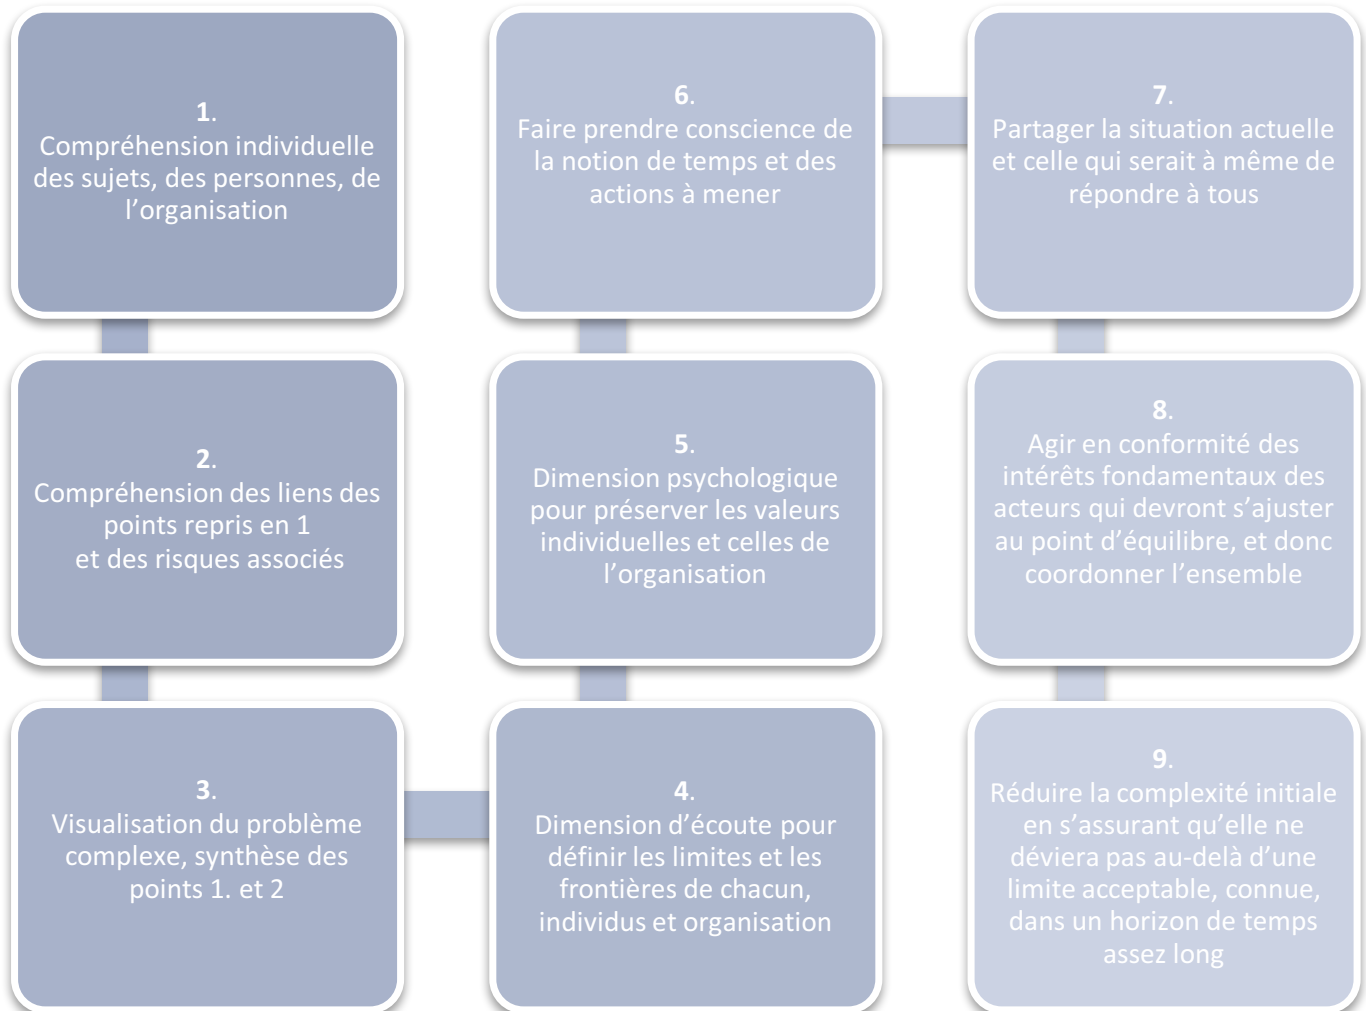 1.
Compréhension individuelle
des sujets, des personnes, de
l’organisation
2.
Compréhension des liens des
points repris en 1
et des risques associés
3.
Visualisation du problème
complexe, synthèse des
points 1. et 2
4.
Dimension d’écoute pour
définir les limites et les
frontières de chacun,
individus et organisation
5.
Dimension psychologique
pour préserver les valeurs
individuelles et celles de
l’organisation
6.
Faire prendre conscience de
la notion de temps et des
actions à mener
7.
Partager la situation actuelle
et celle qui serait à même de
répondre à tous
8.
Agir en conformité des
intérêts fondamentaux des
acteurs qui devront s’ajuster
au point d’équilibre, et donc
coordonner l’ensemble
9.
Réduire la complexité initiale
en s’assurant qu’elle ne
déviera pas au-delà d’une
limite acceptable, connue,
dans un horizon de temps
assez long